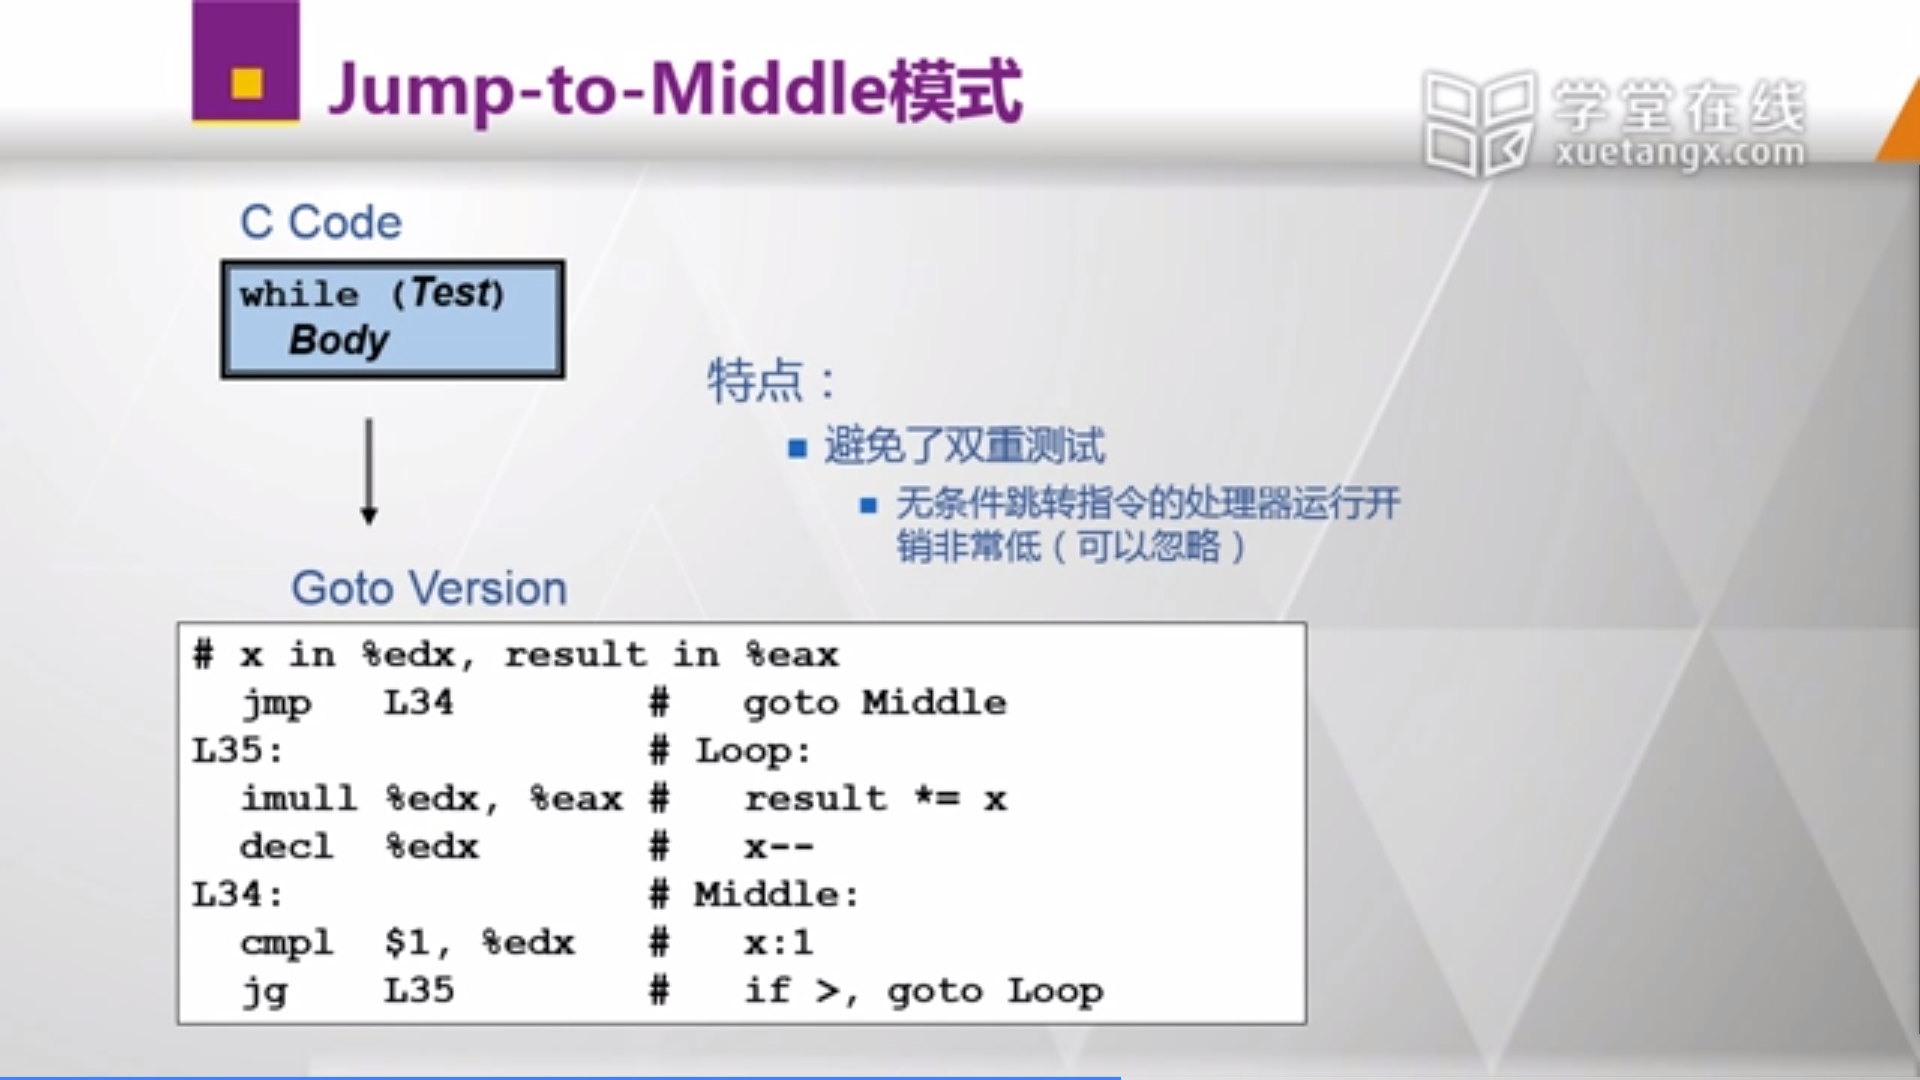 Jump-to-Middle模式
学堂在线
xuetangx.com
C Code
while (Test)
Body
特点：
避免了双重测试
无条件跳转指令的处理器运行开
销非常低（可以忽略）
Goto Version
# x in %edx, result in %eax
jmp L34 # goto Middle
L35: # Loop:
imull %edx, %eax # result *= x
decl %edx # x--
L34: # Middle:
cmpl $1, %edx # x:1
jg L35 # if >, goto Loop